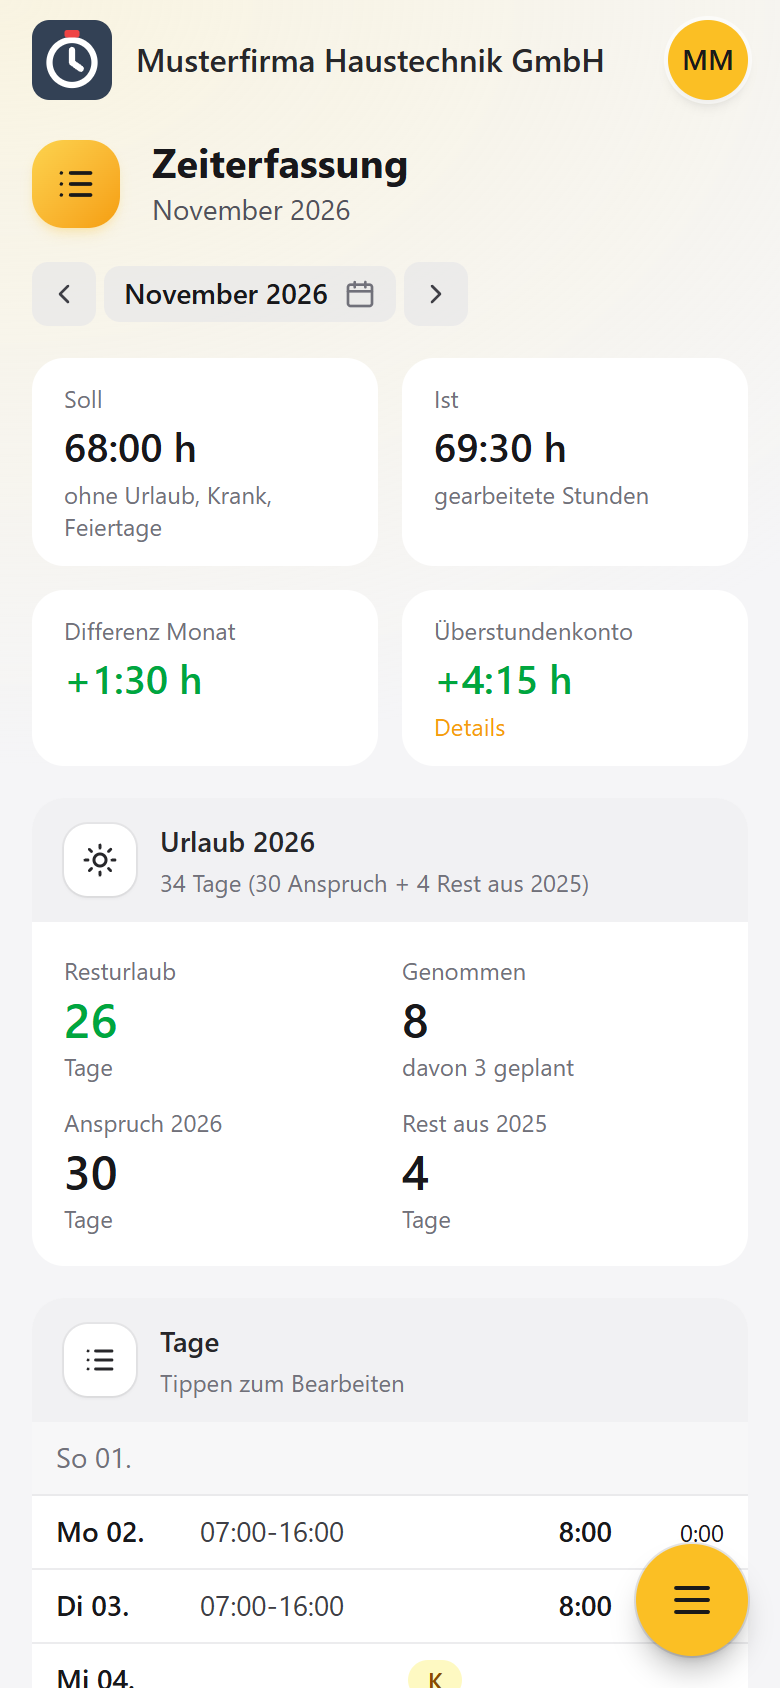 Musterfirma Haustechnik GmbH
MM
Zeiterfassung
November 2026
November 2026
Soll
68:00 h
ohne Urlaub, Krank,
Feiertage
Ist
69:30 h
gearbeitete Stunden
Differenz Monat
+1:30 h
Überstundenkonto
+4:15 h
Details
Urlaub 2026
34 Tage (30 Anspruch + 4 Rest aus 2025)
Resturlaub
26
Tage
Genommen
8
davon 3 geplant
Anspruch 2026
30
Tage
Rest aus 2025
4
Tage
Tage
Tippen zum Bearbeiten
So 01.
Mo 02. 07:00-16:00 8:00 0:00
Di 03. 07:00-16:00 8:00
Mi 04. K